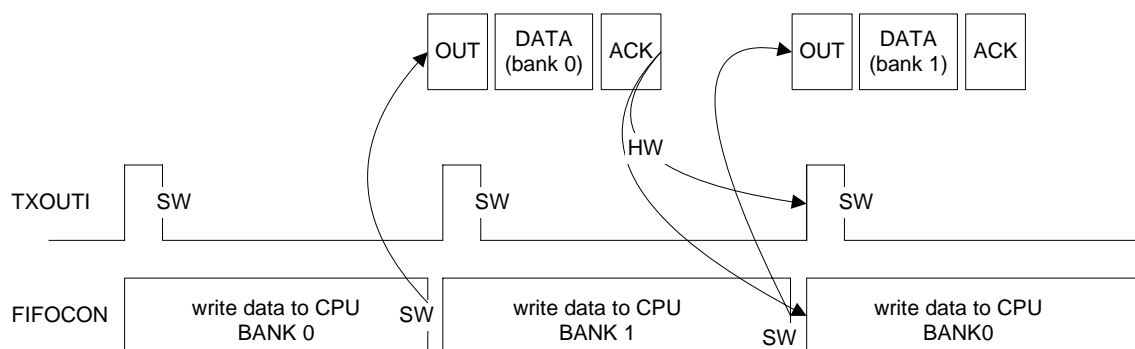 OUT
DATA
(bank 0)
ACK
OUT
DATA
(bank 1)
ACK
HW
TXOUTI
SW
SW
SW
FIFOCON
write data to CPU
BANK 0
SW
write data to CPU
BANK 1
SW
write data to CPU
BANK0